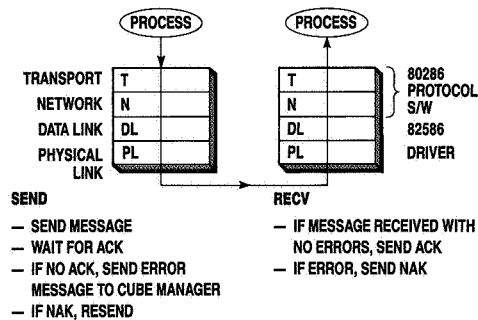 PROCESS PROCESS
TRANSPORT T T 80286
PROTOCOL
NETWORK N N S/W
DATA LINK DL DL 82586
PHYSICAL PL PL DRIVER
LINK
SEND
— SEND MESSAGE
— WAIT FOR ACK
— IF NO ACK, SEND ERROR
MESSAGE TO CUBE MANAGER
— IF NAK, RESEND
RECV
— IF MESSAGE RECEIVED WITH
NO ERRORS, SEND ACK
— IF ERROR, SEND NAK